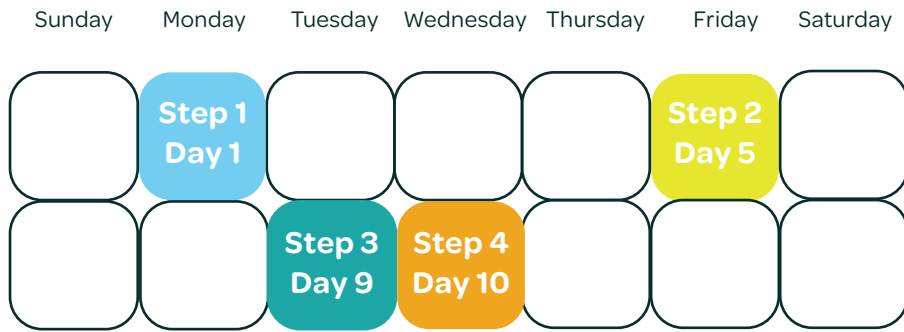 Sunday Monday Tuesday Wednesday Thursday Friday Saturday
Step 1
Day 1
Step 2
Day 5
Step 3
Day 9
Step 4
Day 10